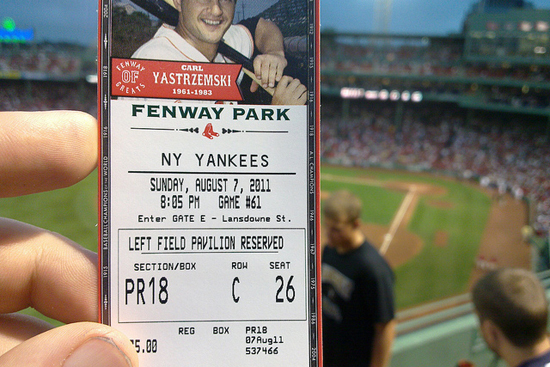 FENWAY
OF
GREATS
CARL
YASTRZEMSKI
1961-1983
FENWAY PARK
NY YANKEES
SUNDAY, AUGUST 7, 2011
8:05 PM GAME #61
Enter GATE E - Lansdowne St.
LEFT FIELD PAVILION RESERVED
SECTION/BOX ROW SEAT
PR18 C 26
REG BOX PR18
5.00 07Aug11
537466